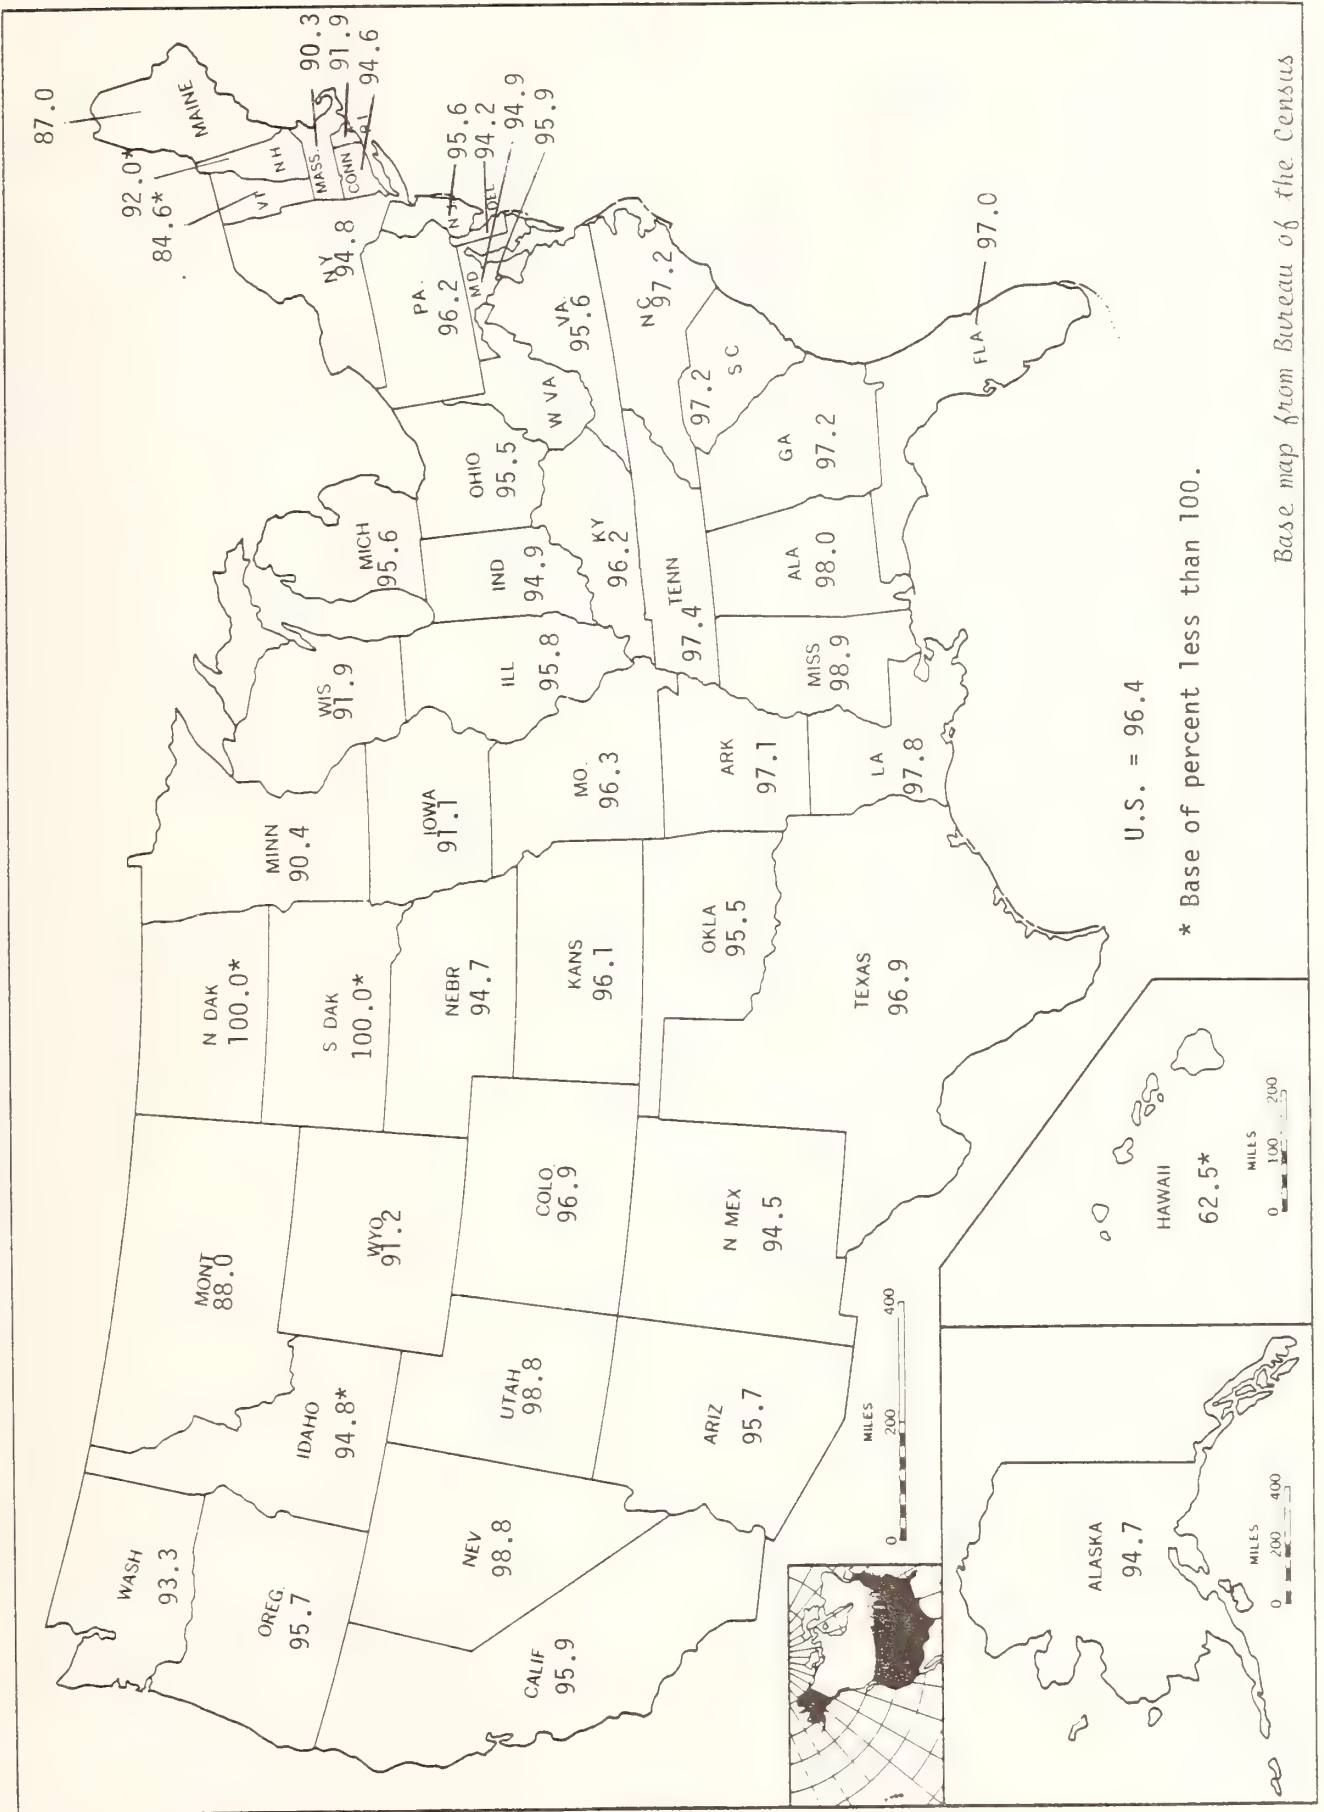 87.0
MAINE
92.0*
N H
84.6*
VT
MASS.
90.3
R I
91.9
CONN
94.6
N Y
94.8
N J
95.6
PA.
96.2
94.2
DEL
MD
94.9
95.9
WASH
93.3
MONT
88.0
N DAK
100.0*
MINN
90.4
WIS
91.9
MICH
95.6
OREG.
95.7
IDAHO
94.8*
WYO
91.2
S DAK
100.0*
IOWA
91.1
ILL
95.8
IND
94.9
OHIO
95.5
W VA
VA.
95.6
NEBR
94.7
NEV
98.8
UTAH
98.8
COLO.
96.9
KANS
96.1
MO.
96.3
KY
96.2
N C
97.2
CALIF
95.9
TENN
97.4
97.2
S C
ARIZ
95.7
N MEX
94.5
OKLA
95.5
ARK
97.1
MISS
98.9
ALA
98.0
GA
97.2
TEXAS
96.9
LA
97.8
FLA
97.0
MILES
0 200 400
ALASKA
94.7
MILES
0 200 400
HAWAII
62.5*
MILES
0 100 200
U.S. = 96.4
* Base of percent less than 100.
Base map from Bureau of the Census